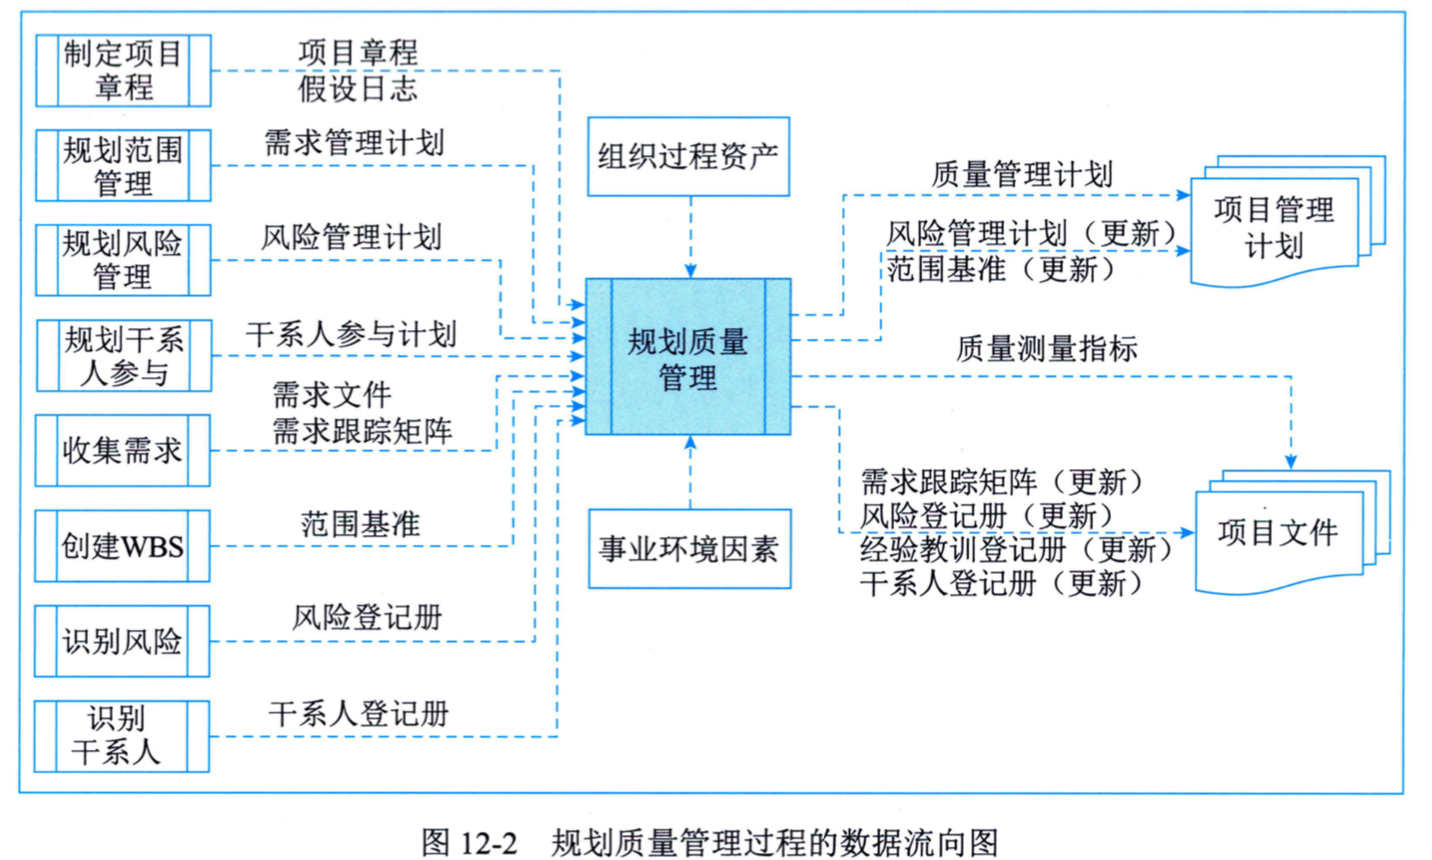 制定项目
章程
项目章程
假设日志
规划范围
管理
需求管理计划
规划风险
管理
风险管理计划
规划干系
人参与
干系人参与计划
收集需求
需求文件
需求跟踪矩阵
创建WBS
范围基准
识别风险
风险登记册
识别
干系人
干系人登记册
组织过程资产
规划质量
管理
事业环境因素
质量管理计划
风险管理计划（更新）
范围基准（更新）
项目管理
计划
质量测量指标
需求跟踪矩阵（更新）
风险登记册（更新）
经验教训登记册（更新）
干系人登记册（更新）
项目文件
图 12-2 规划质量管理过程的数据流向图